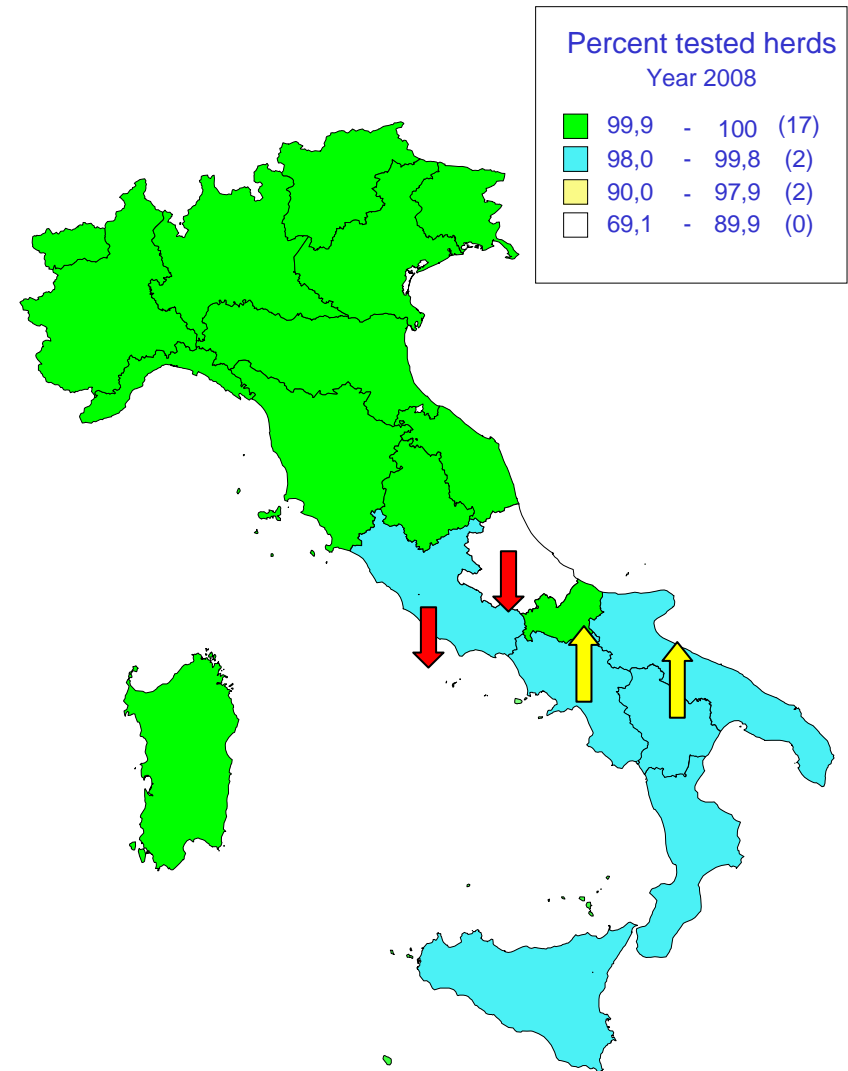 Percent tested herds
Year 2008
99,9 - 100 (17)
98,0 - 99,8 (2)
90,0 - 97,9 (2)
69,1 - 89,9 (0)